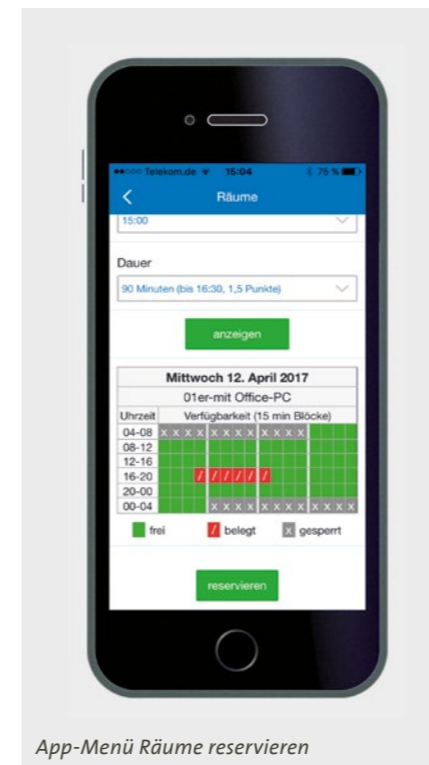 Telekom.de 15:04 75 %
Räume
15:00
Dauer
90 Minuten (bis 16:30, 1,5 Punkte)
anzeigen
Mittwoch 12. April 2017
01er-mit Office-PC
Uhrzeit Verfügbarkeit (15 min Blöcke)
04-08 x x x x x x x x x x x x
08-12
12-16
16-20 / / / / / /
20-00
00-04 x x x x x x x x x x x x
frei / belegt x gesperrt
reservieren
App-Menü Räume reservieren